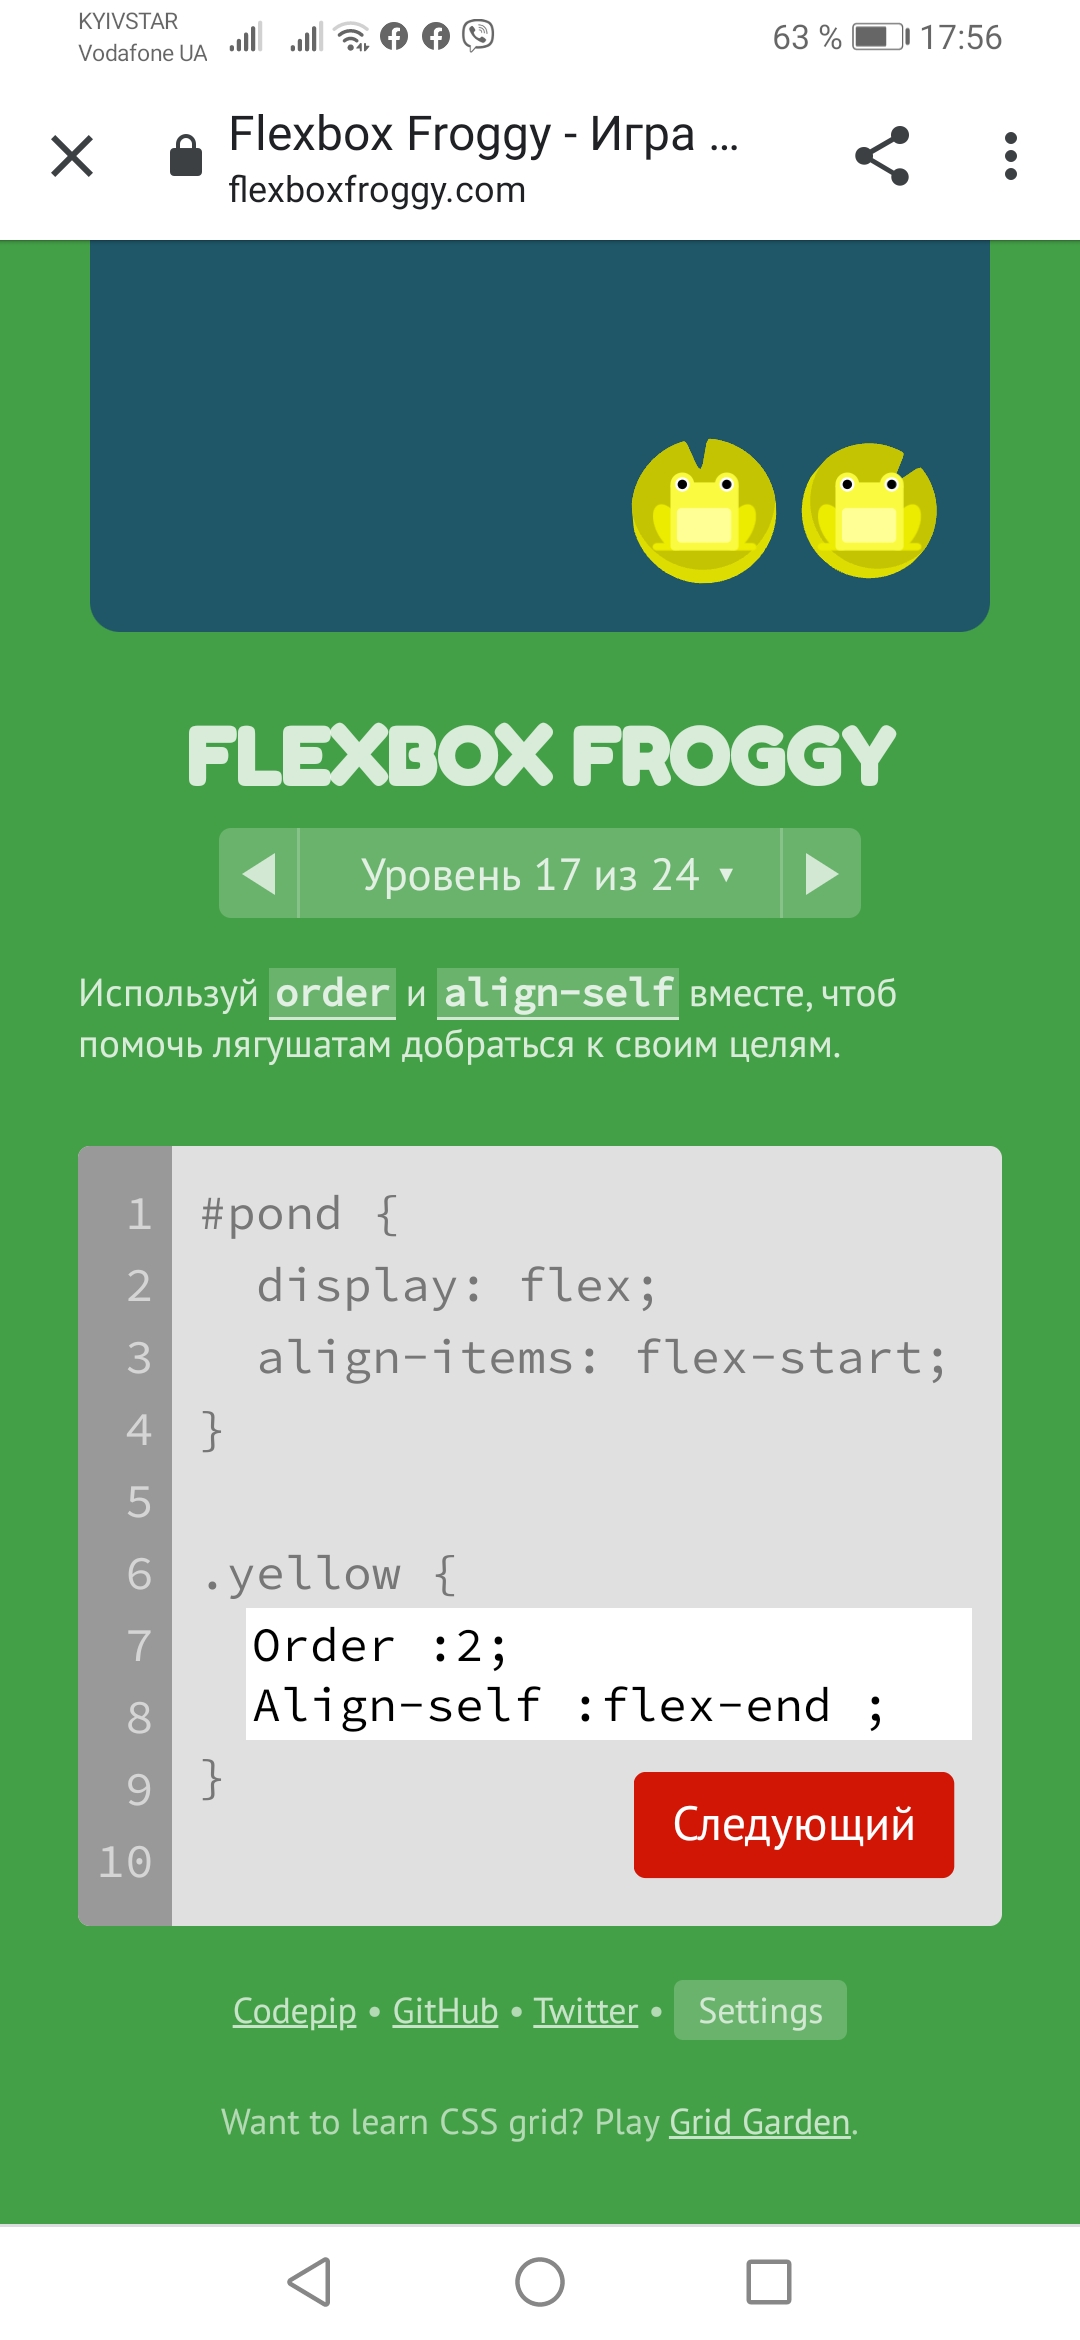 KYIVSTAR
Vodafone UA
63 %
17:56
Flexbox Froggy - Игра ...
flexboxfroggy.com
FLEXBOX FROGGY
Уровень 17 из 24 ▼
Используй order и align-self вместе, чтоб
помочь лягушатам добраться к своим целям.
1 #pond {
2 display: flex;
3 align-items: flex-start;
4 }
5
6 .yellow {
7 Order :2;
8 Align-self :flex-end ;
9 }
10
Следующий
Codepip • GitHub • Twitter • Settings
Want to learn CSS grid? Play Grid Garden.